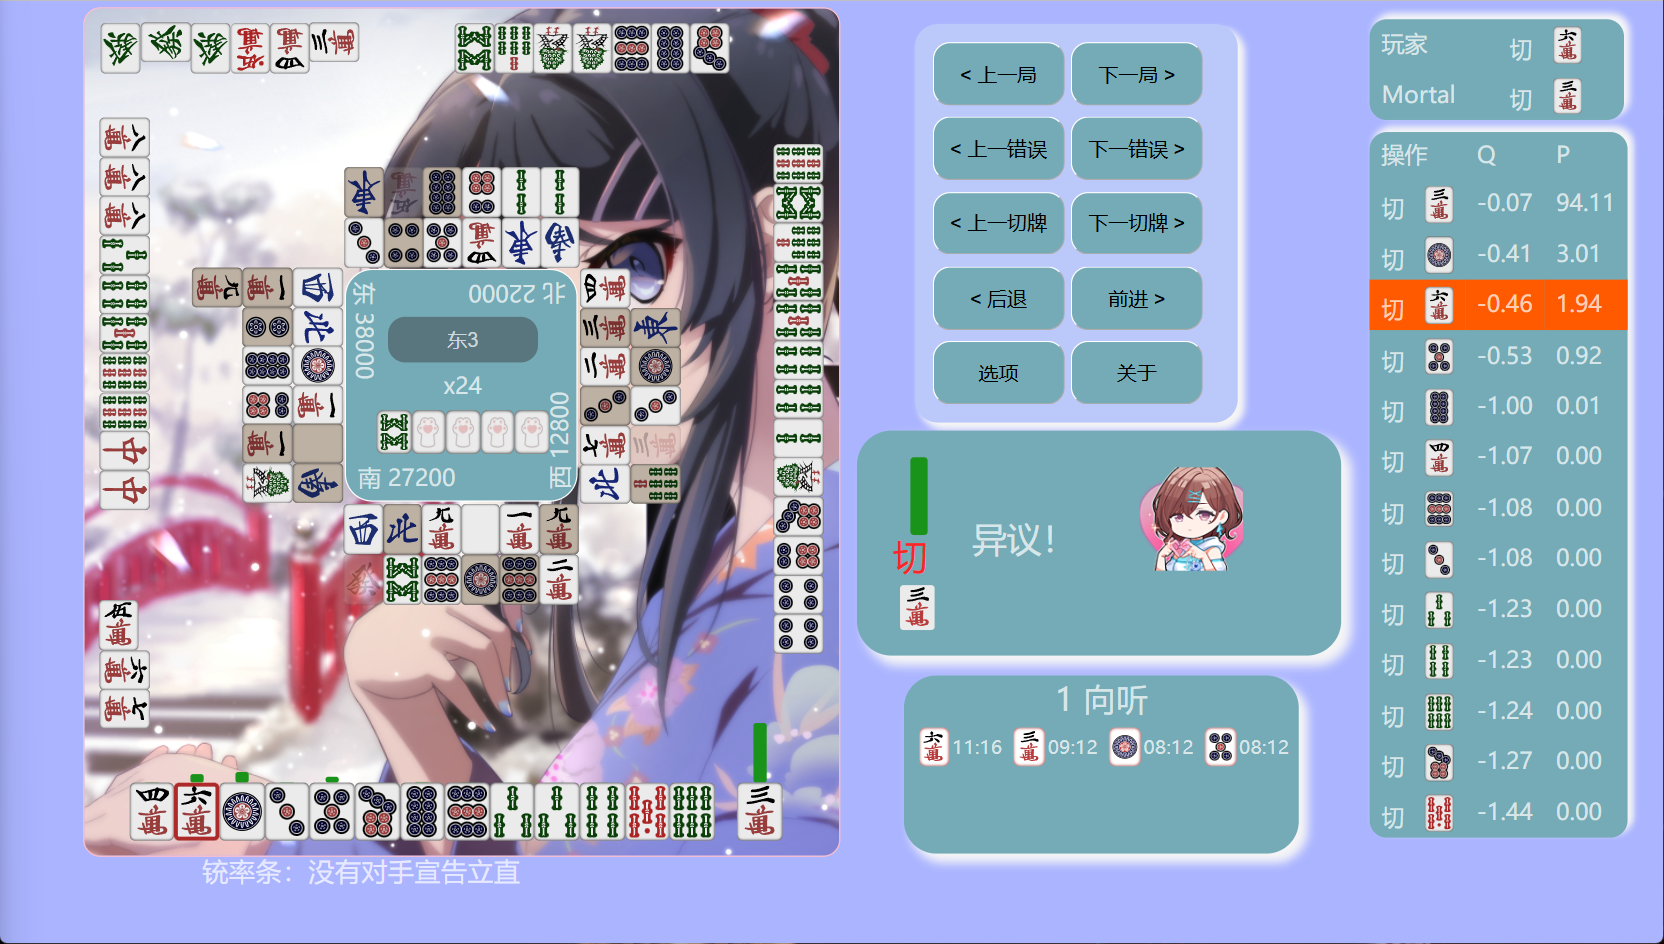 北 22000
东 38000
东3
x24
西 12800
南 27200
铳率条：没有对手宣告立直
< 上一局
下一局 >
< 上一错误
下一错误 >
< 上一切牌
下一切牌 >
< 后退
前进 >
选项
关于
切
异议！
1 向听
11:16 09:12 08:12 08:12
玩家 切
Mortal 切
操作 Q P
切 -0.07 94.11
切 -0.41 3.01
切 -0.46 1.94
切 -0.53 0.92
切 -1.00 0.01
切 -1.07 0.00
切 -1.08 0.00
切 -1.08 0.00
切 -1.23 0.00
切 -1.23 0.00
切 -1.24 0.00
切 -1.27 0.00
切 -1.44 0.00